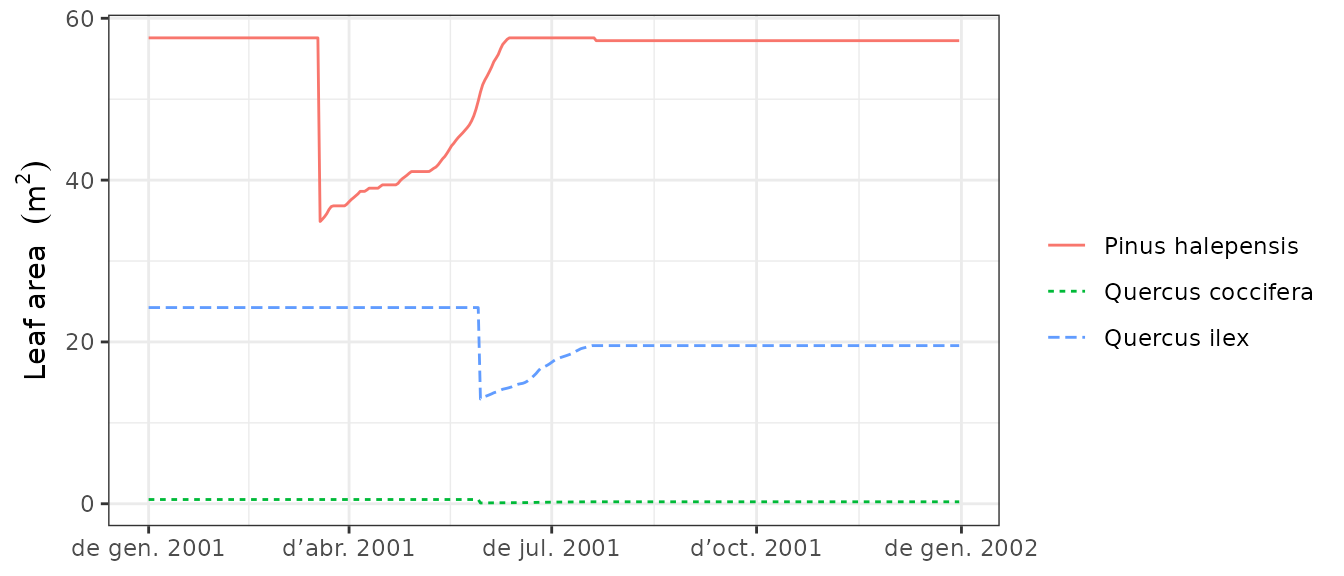 60
40
20
0
Leaf area (m²)
de gen. 2001
d’abr. 2001
de jul. 2001
d’oct. 2001
de gen. 2002
Pinus halepensis
Quercus coccifera
Quercus ilex